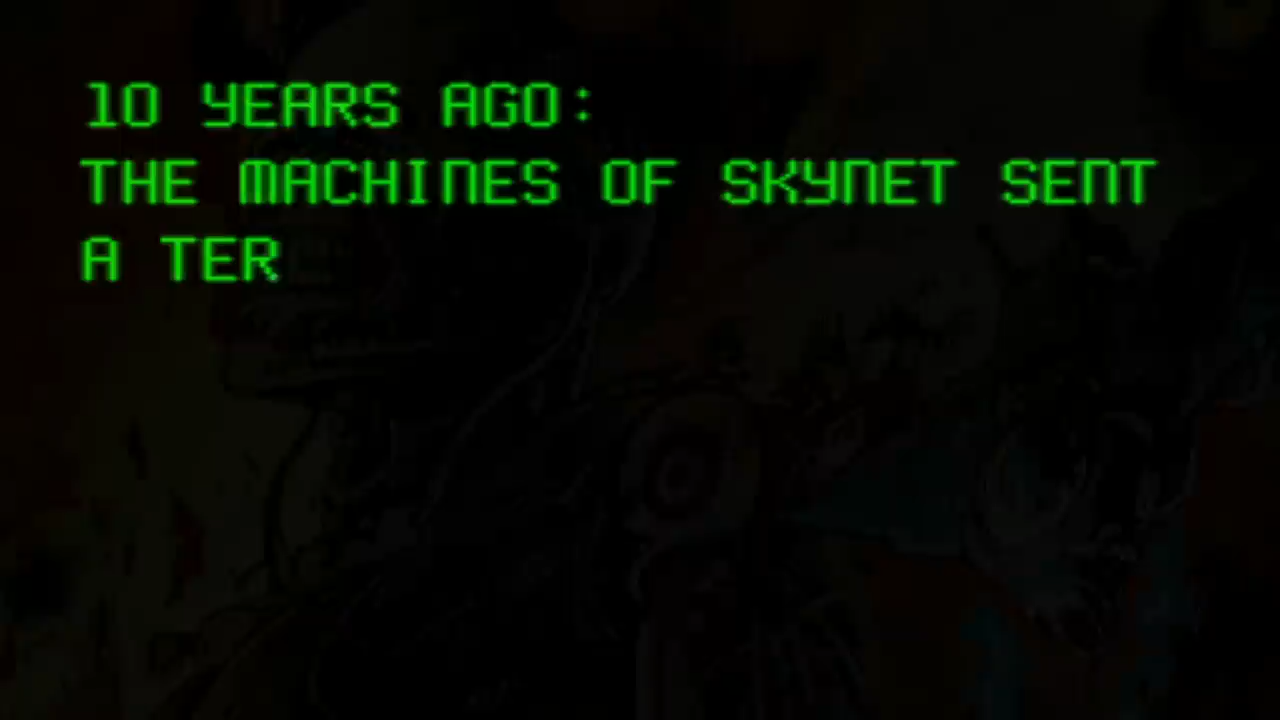 10 YEARS AGO:
THE MACHINES OF SKYNET SENT
A TER